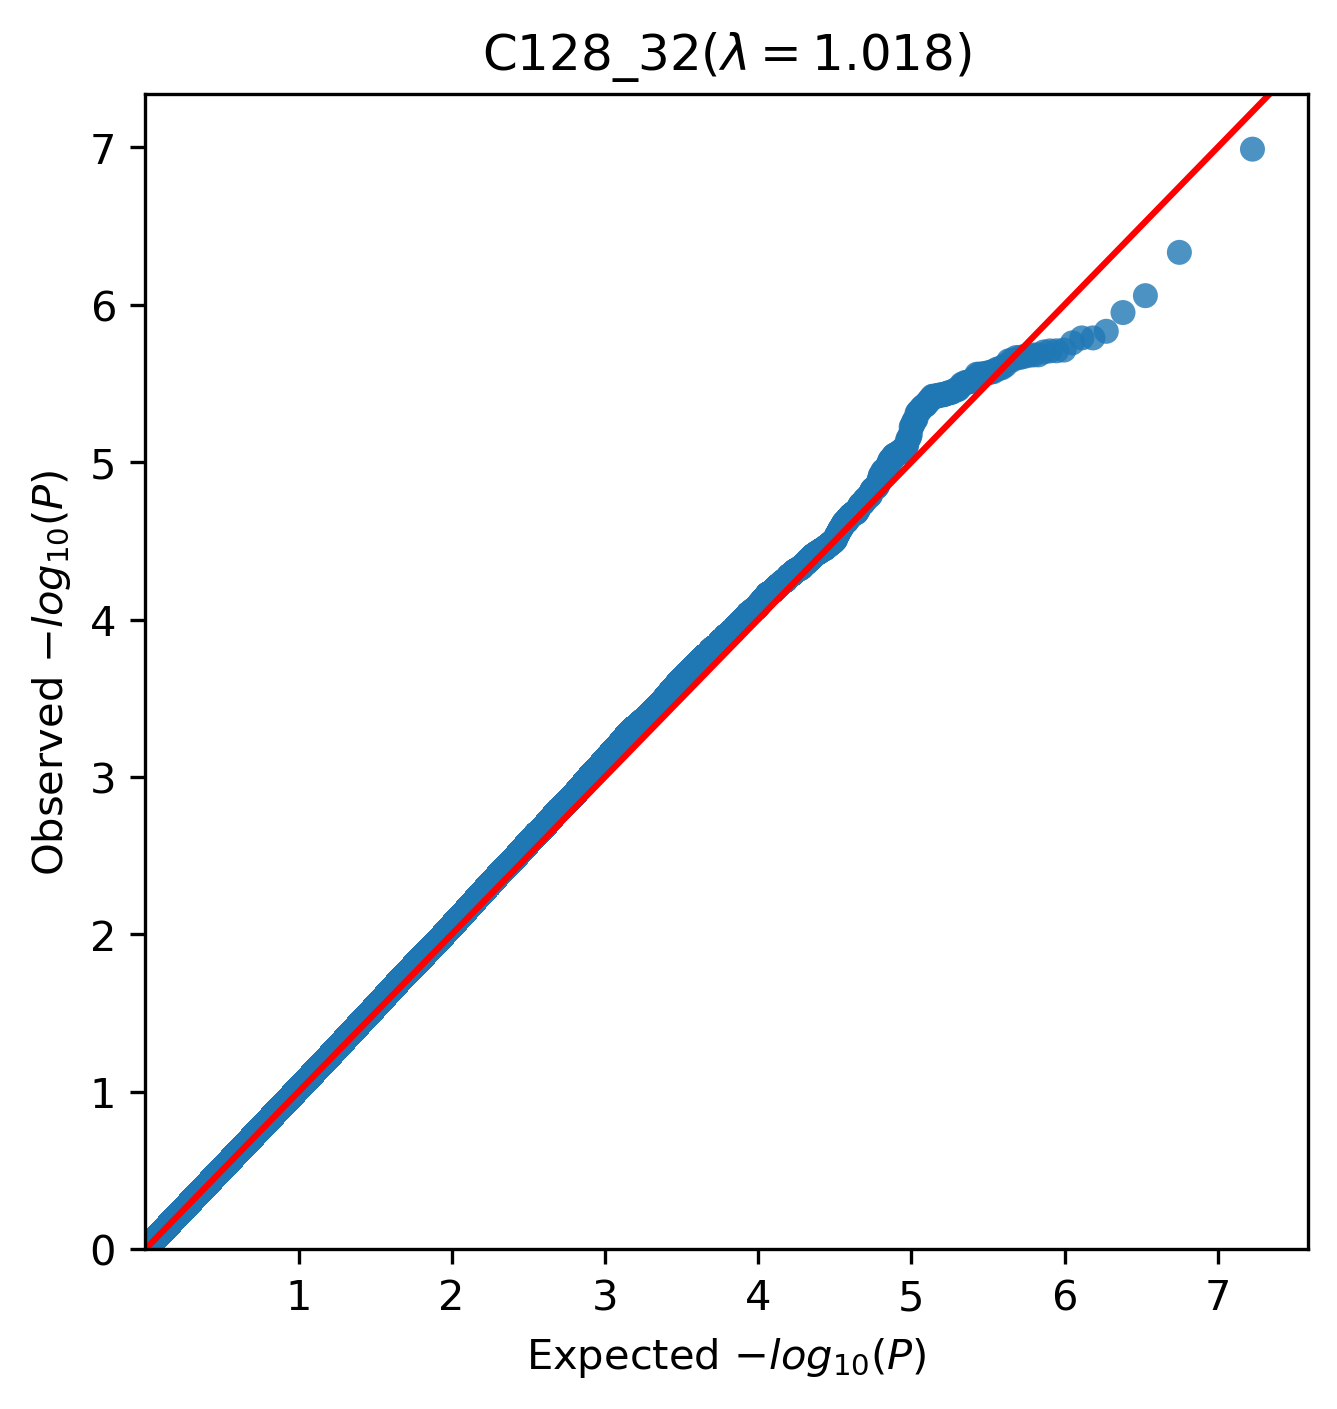 C128_32(λ = 1.018)
7
6
5
4
3
2
1
0
Observed −log₁₀(P)
1 2 3 4 5 6 7
Expected −log₁₀(P)